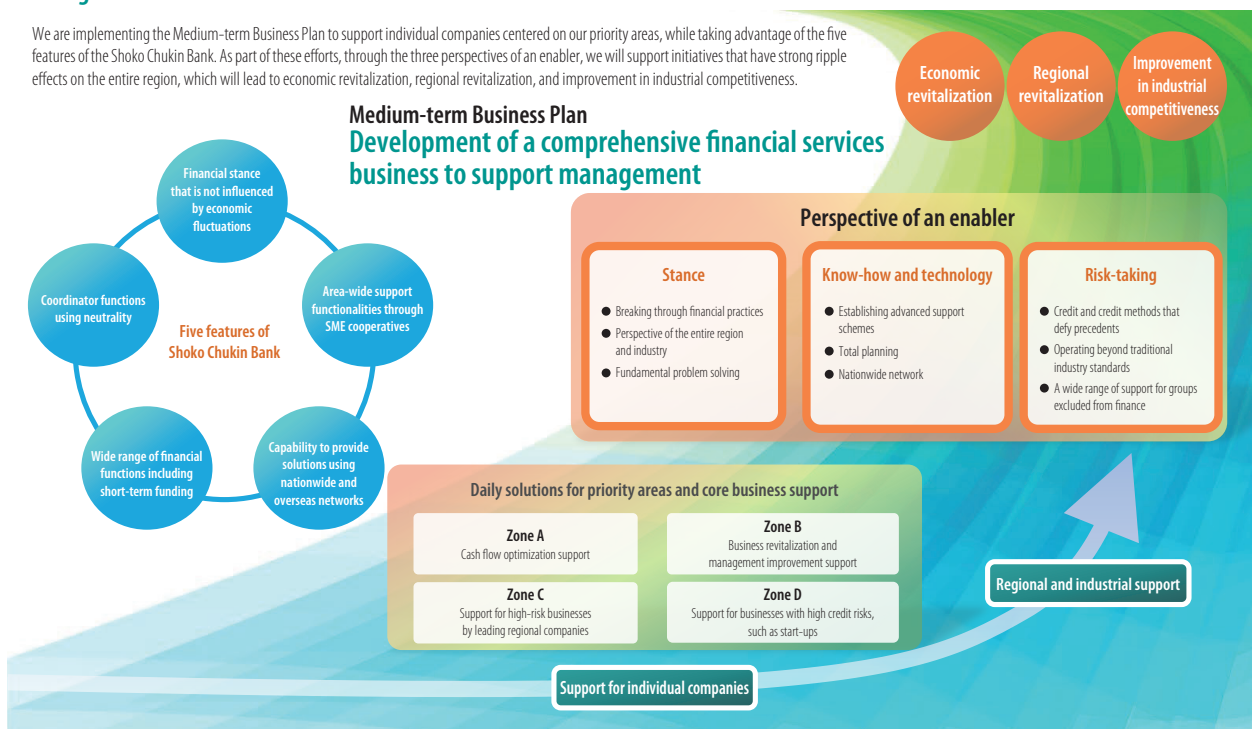 We are implementing the Medium-term Business Plan to support individual companies centered on our priority areas, while taking advantage of the five
features of the Shoko Chukin Bank. As part of these efforts, through the three perspectives of an enabler, we will support initiatives that have strong ripple
effects on the entire region, which will lead to economic revitalization, regional revitalization, and improvement in industrial competitiveness.
Economic
revitalization
Regional
revitalization
Improvement
in industrial
competitiveness
Medium-term Business Plan
Development of a comprehensive financial services
business to support management
Financial stance
that is not influenced
by economic
fluctuations
Coordinator functions
using neutrality
Area-wide support
functionalities through
SME cooperatives
Five features of
Shoko Chukin Bank
Wide range of financial
functions including
short-term funding
Capability to provide
solutions using
nationwide and
overseas networks
Perspective of an enabler
Stance
● Breaking through financial practices
● Perspective of the entire region
and industry
● Fundamental problem solving
Know-how and technology
● Establishing advanced support
schemes
● Total planning
● Nationwide network
Risk-taking
● Credit and credit methods that
defy precedents
● Operating beyond traditional
industry standards
● A wide range of support for groups
excluded from finance
Daily solutions for priority areas and core business support
Zone A
Cash flow optimization support
Zone B
Business revitalization and
management improvement support
Zone C
Support for high-risk businesses
by leading regional companies
Zone D
Support for businesses with high credit risks,
such as start-ups
Regional and industrial support
Support for individual companies